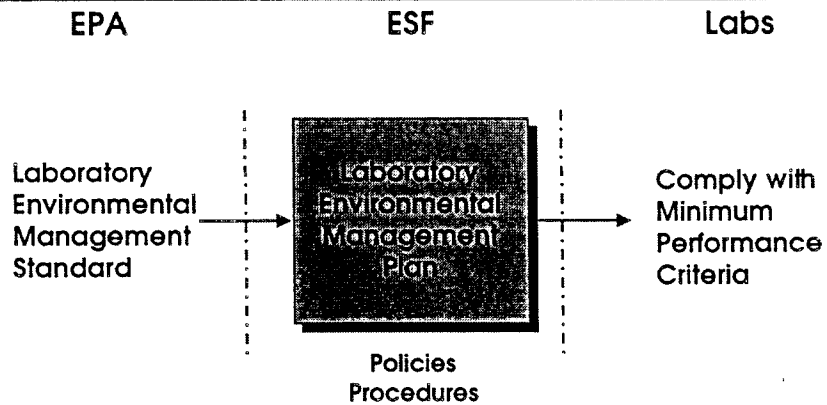 EPA ESF Labs
Laboratory
Environmental
Management
Standard
Laboratory
Environmental
Management
Plan
Policies
Procedures
Comply with
Minimum
Performance
Criteria